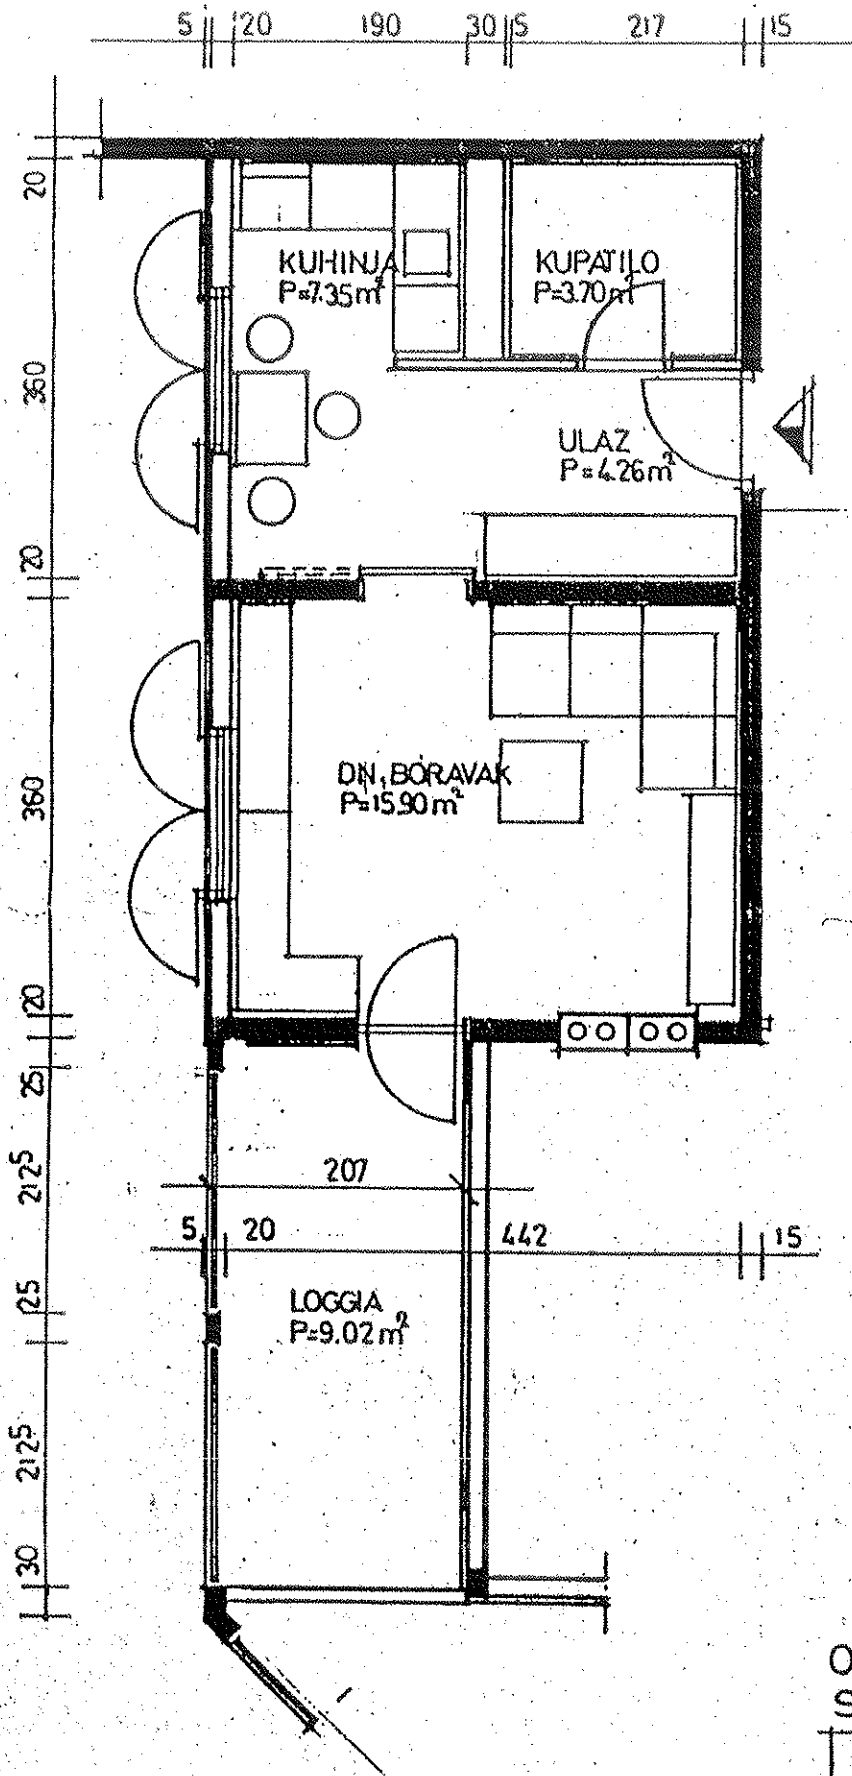 5 20 190 30 5 217 15
20
360
20
360
20
25
2125
25
2125
30
KUHINJA
P=7.35m²
KUPATILO
P=3.70m²
ULAZ
P=4.26m²
DN. BORAVAK
P=15.90m²
207
5 20 442 15
LOGGIA
P=9.02m²